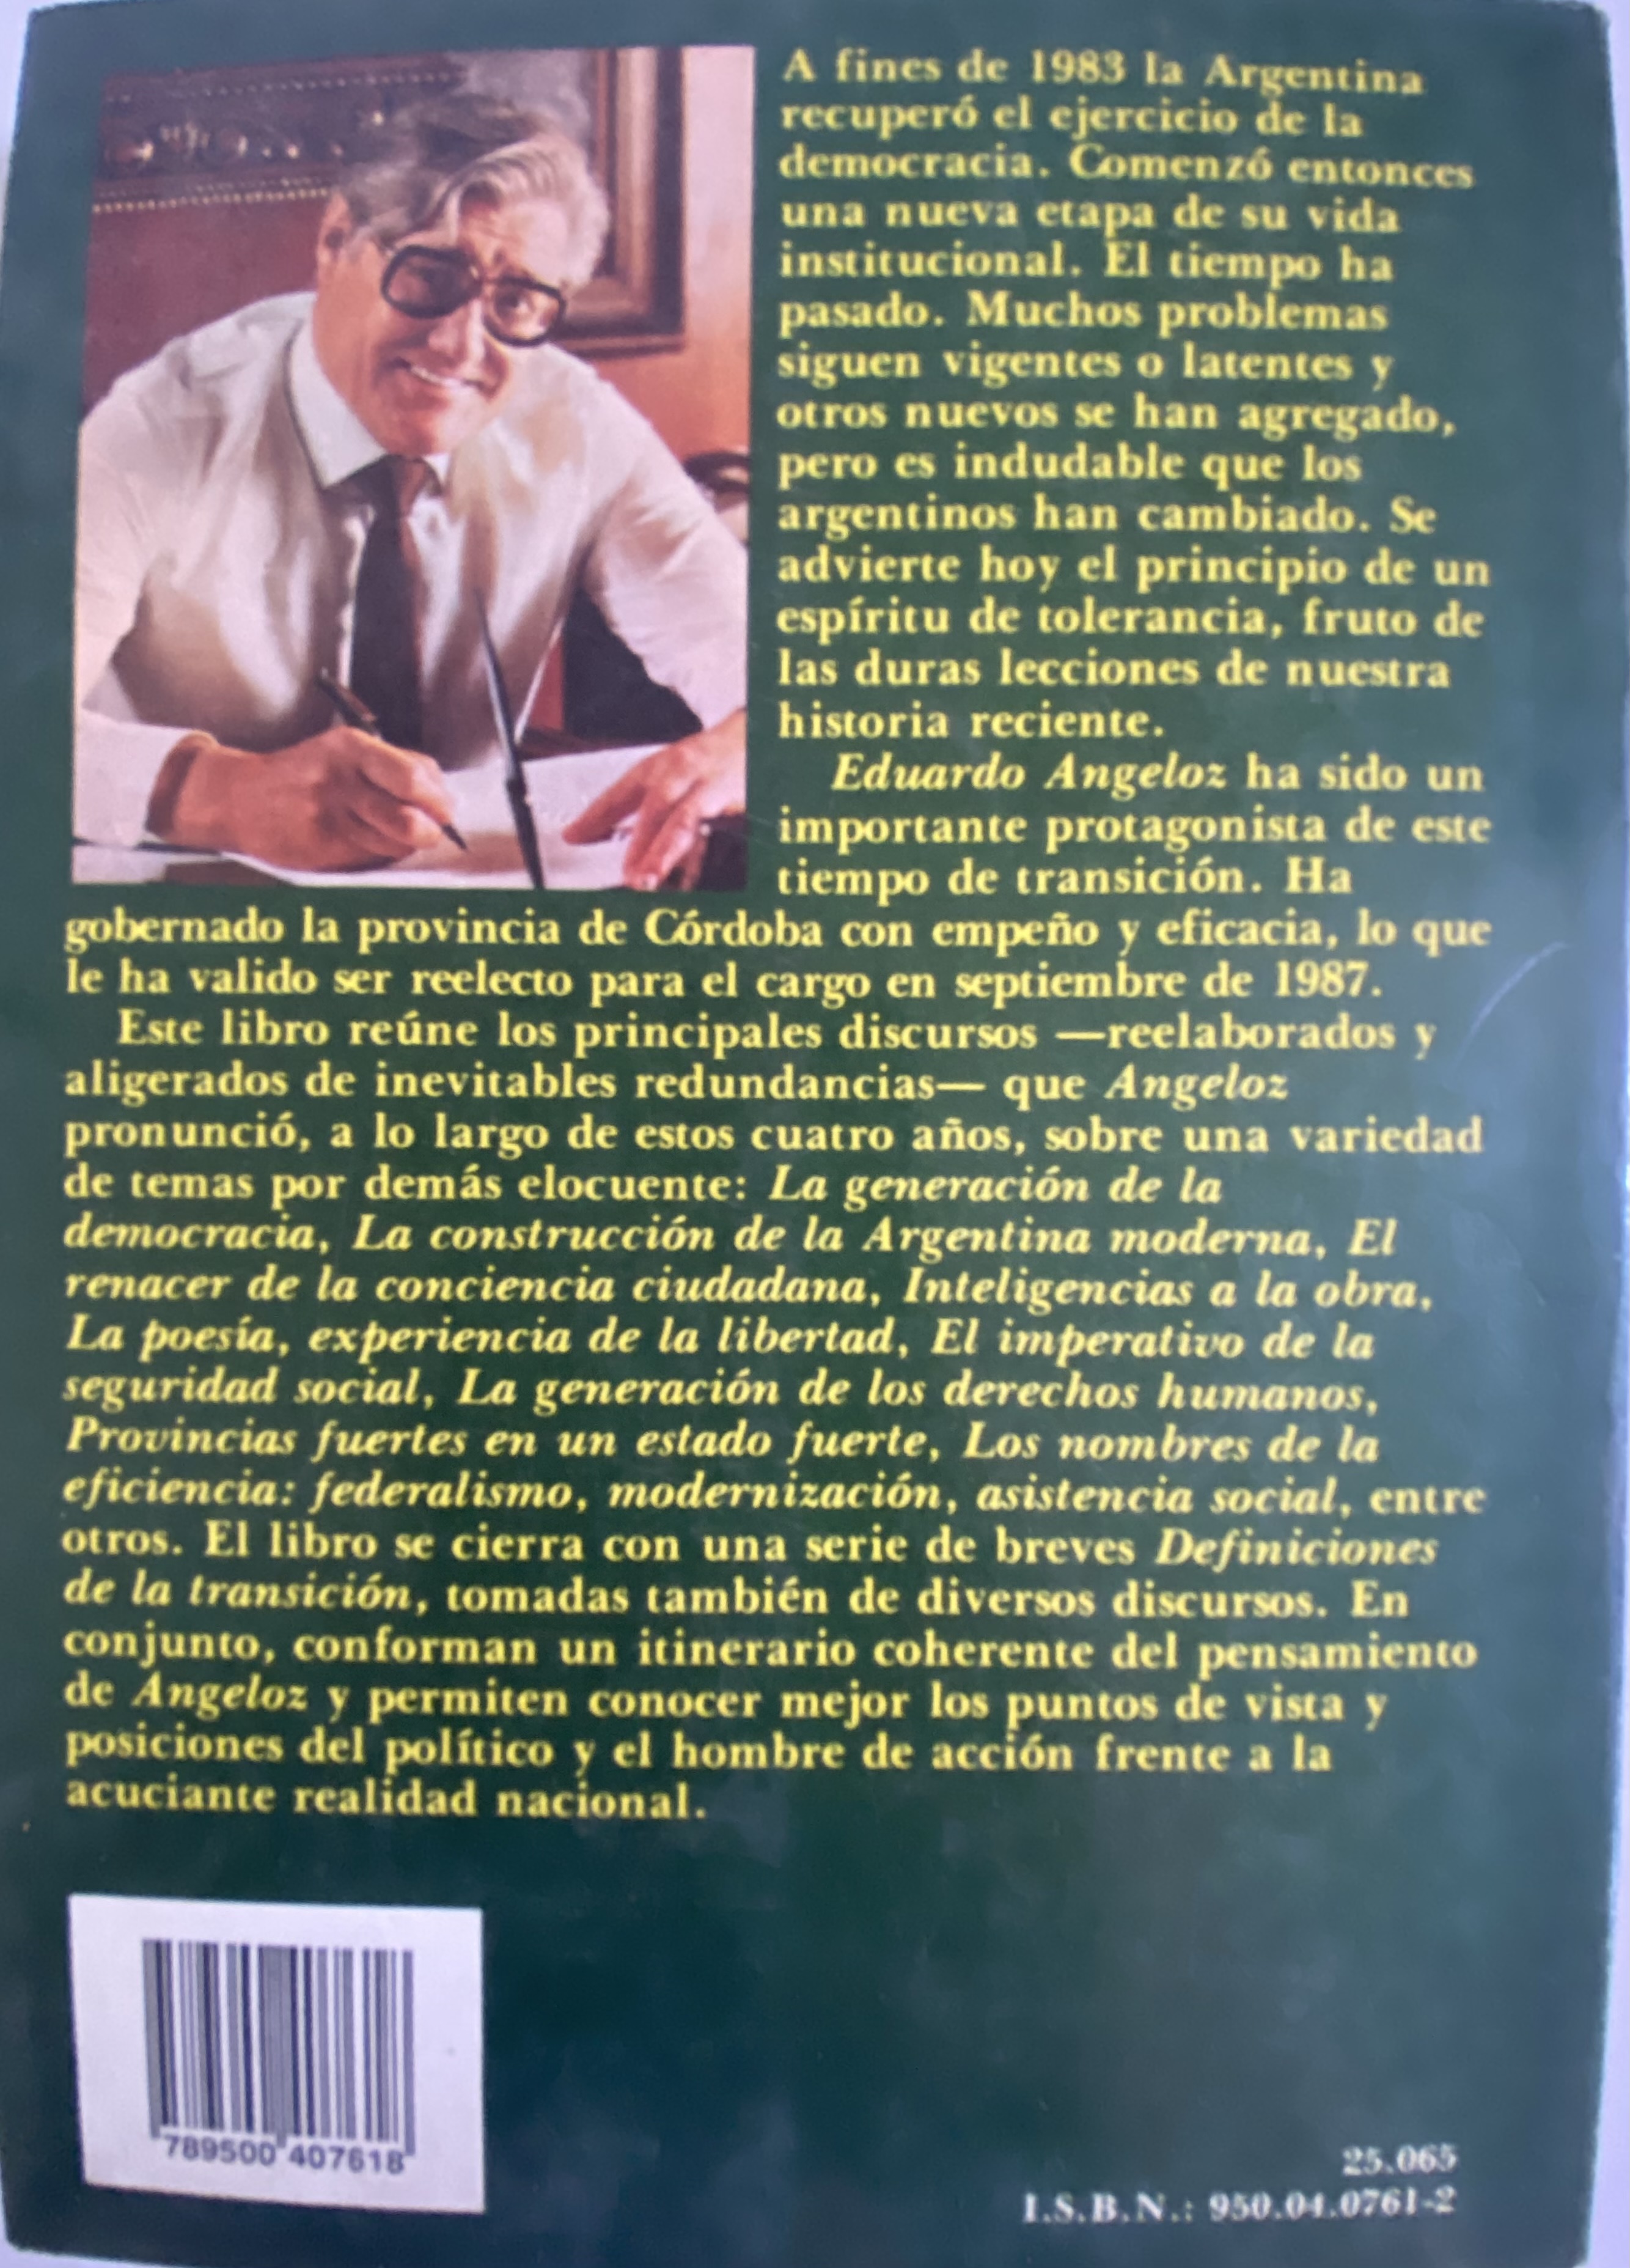 A fines de 1983 la Argentina
recuperó el ejercicio de la
democracia. Comenzó entonces
una nueva etapa de su vida
institucional. El tiempo ha
pasado. Muchos problemas
siguen vigentes o latentes y
otros nuevos se han agregado,
pero es indudable que los
argentinos han cambiado. Se
advierte hoy el principio de un
espíritu de tolerancia, fruto de
las duras lecciones de nuestra
historia reciente.
Eduardo Angeloz ha sido un
importante protagonista de este
tiempo de transición. Ha
gobernado la provincia de Córdoba con empeño y eficacia, lo que
le ha valido ser reelecto para el cargo en septiembre de 1987.
Este libro reúne los principales discursos —reelaborados y
aligerados de inevitables redundancias— que Angeloz
pronunció, a lo largo de estos cuatro años, sobre una variedad
de temas por demás elocuente: La generación de la
democracia, La construcción de la Argentina moderna, El
renacer de la conciencia ciudadana, Inteligencias a la obra,
La poesía, experiencia de la libertad, El imperativo de la
seguridad social, La generación de los derechos humanos,
Provincias fuertes en un estado fuerte, Los nombres de la
eficiencia: federalismo, modernización, asistencia social, entre
otros. El libro se cierra con una serie de breves Definiciones
de la transición, tomadas también de diversos discursos. En
conjunto, conforman un itinerario coherente del pensamiento
de Angeloz y permiten conocer mejor los puntos de vista y
posiciones del político y el hombre de acción frente a la
acuciante realidad nacional.
789500 407618
25.065
I.S.B.N.: 950.04.0761-2